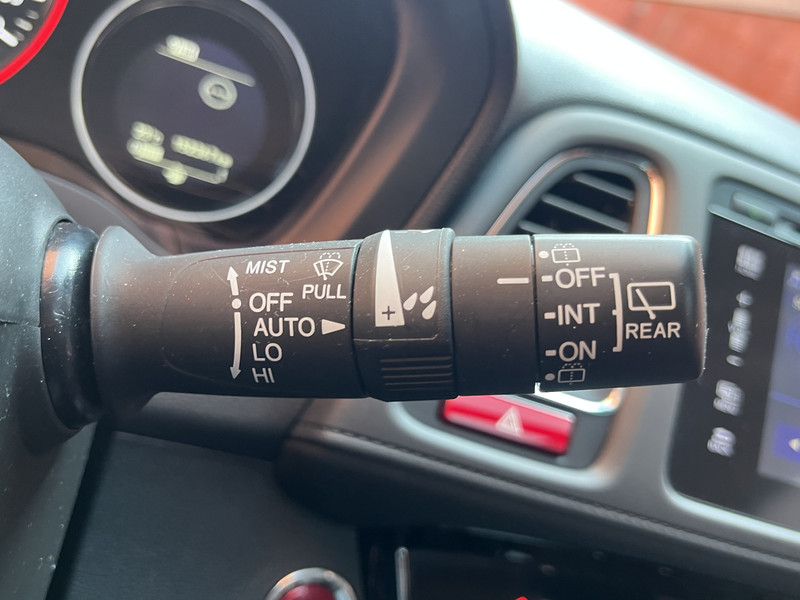 MIST
PULL
OFF
AUTO
LO
HI
OFF
INT
ON
REAR